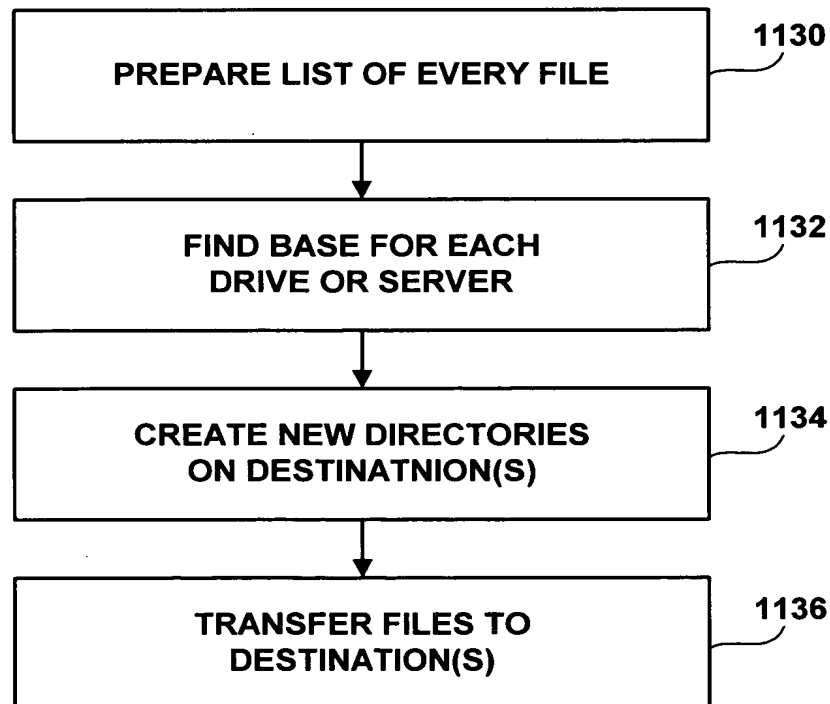 PREPARE LIST OF EVERY FILE
1130
FIND BASE FOR EACH
DRIVE OR SERVER
1132
CREATE NEW DIRECTORIES
ON DESTINATNION(S)
1134
TRANSFER FILES TO
DESTINATION(S)
1136